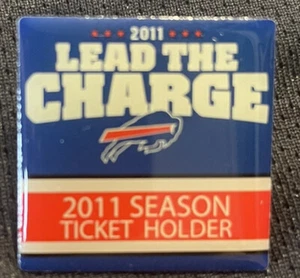 2011
LEAD THE
CHARGE
2011 SEASON
TICKET HOLDER